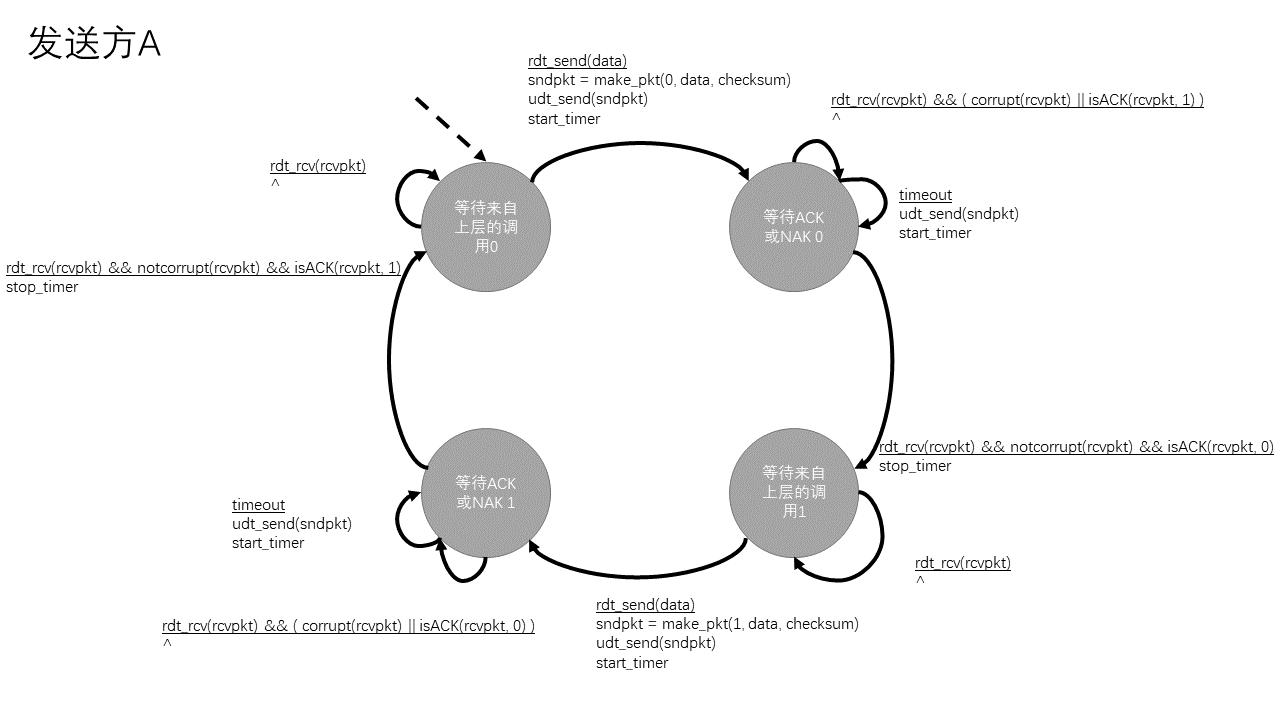 发送方A
rdt_send(data)
sndpkt = make_pkt(0, data, checksum)
udt_send(sndpkt)
start_timer
rdt_rcv(rcvpkt) && ( corrupt(rcvpkt) || isACK(rcvpkt, 1) )
^
rdt_rcv(rcvpkt)
^
等待来自
上层的调
用0
等待ACK
或NAK 0
timeout
udt_send(sndpkt)
start_timer
rdt_rcv(rcvpkt) && notcorrupt(rcvpkt) && isACK(rcvpkt, 1)
stop_timer
rdt_rcv(rcvpkt) && notcorrupt(rcvpkt) && isACK(rcvpkt, 0)
stop_timer
等待ACK
或NAK 1
等待来自
上层的调
用1
timeout
udt_send(sndpkt)
start_timer
rdt_rcv(rcvpkt)
^
rdt_rcv(rcvpkt) && ( corrupt(rcvpkt) || isACK(rcvpkt, 0) )
^
rdt_send(data)
sndpkt = make_pkt(1, data, checksum)
udt_send(sndpkt)
start_timer